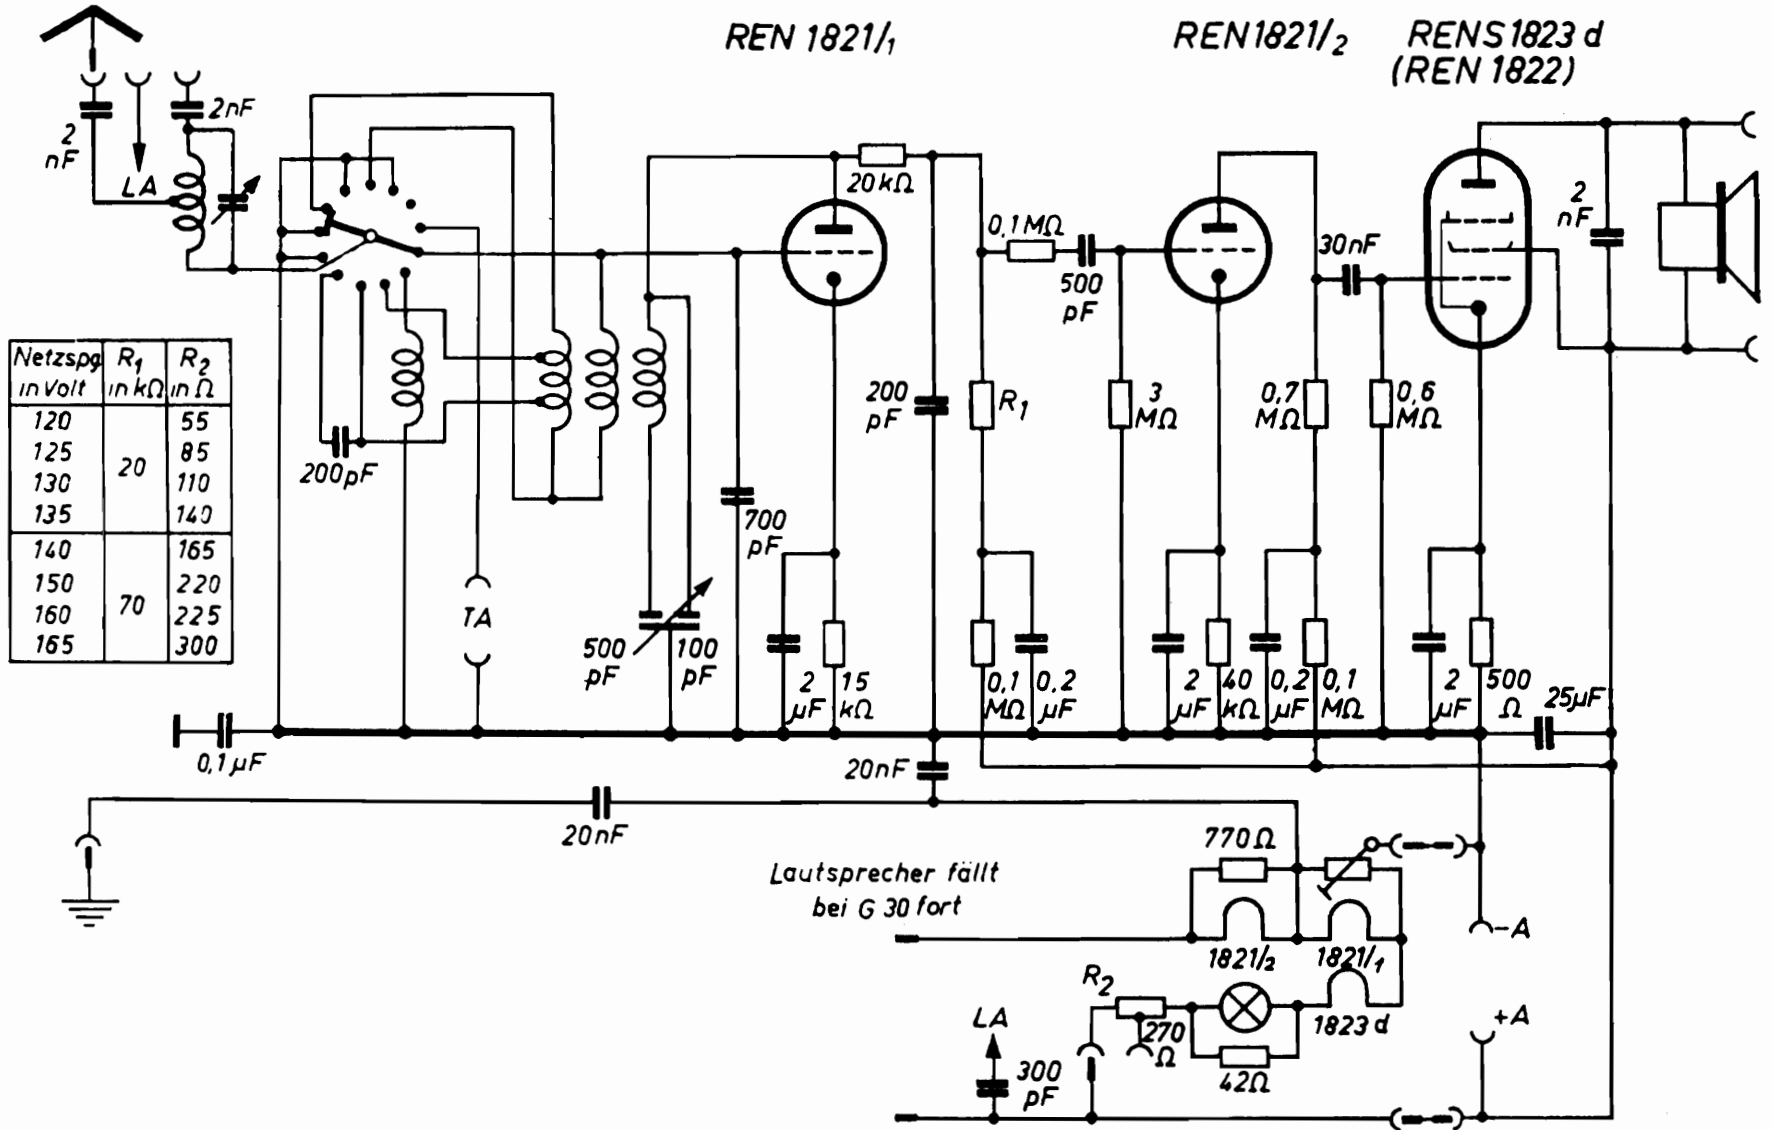 REN 1821/1
REN 1821/2
RENS 1823 d
(REN 1822)
2nF
2
nF
LA
20kΩ
0,1 MΩ
500
pF
30nF
2
nF
Netzspg
in Volt
R1
in kΩ
R2
in Ω
120
55
125
85
20
130
110
135
140
140
165
150
220
70
160
225
165
300
200pF
TA
700
pF
500
pF
100
pF
200
pF
R1
3
MΩ
0,7
MΩ
0,6
MΩ
2
µF
15
kΩ
0,1
MΩ
0,2
µF
2
µF
40
kΩ
0,2
µF
0,1
MΩ
2
µF
500
Ω
25µF
0,1µF
20nF
20nF
Lautsprecher fällt
bei G 30 fort
770Ω
1821/2
1821/1
-A
R2
270
Ω
1823 d
42Ω
+A
LA
300
pF